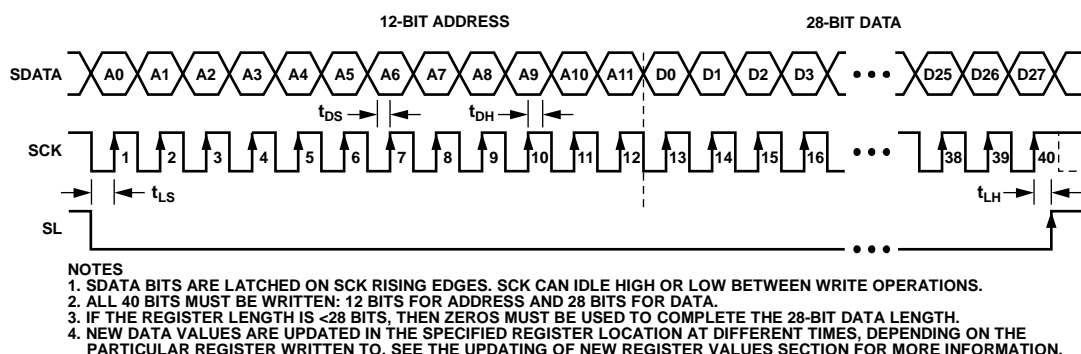 12-BIT ADDRESS 28-BIT DATA
SDATA A0 A1 A2 A3 A4 A5 A6 A7 A8 A9 A10 A11 D0 D1 D2 D3 ••• D25 D26 D27
tDS tDH
SCK 1 2 3 4 5 6 7 8 9 10 11 12 13 14 15 16 ••• 38 39 40
tLS tLH
SL •••
NOTES
1. SDATA BITS ARE LATCHED ON SCK RISING EDGES. SCK CAN IDLE HIGH OR LOW BETWEEN WRITE OPERATIONS.
2. ALL 40 BITS MUST BE WRITTEN: 12 BITS FOR ADDRESS AND 28 BITS FOR DATA.
3. IF THE REGISTER LENGTH IS <28 BITS, THEN ZEROS MUST BE USED TO COMPLETE THE 28-BIT DATA LENGTH.
4. NEW DATA VALUES ARE UPDATED IN THE SPECIFIED REGISTER LOCATION AT DIFFERENT TIMES, DEPENDING ON THE
PARTICULAR REGISTER WRITTEN TO. SEE THE UPDATING OF NEW REGISTER VALUES SECTION FOR MORE INFORMATION.